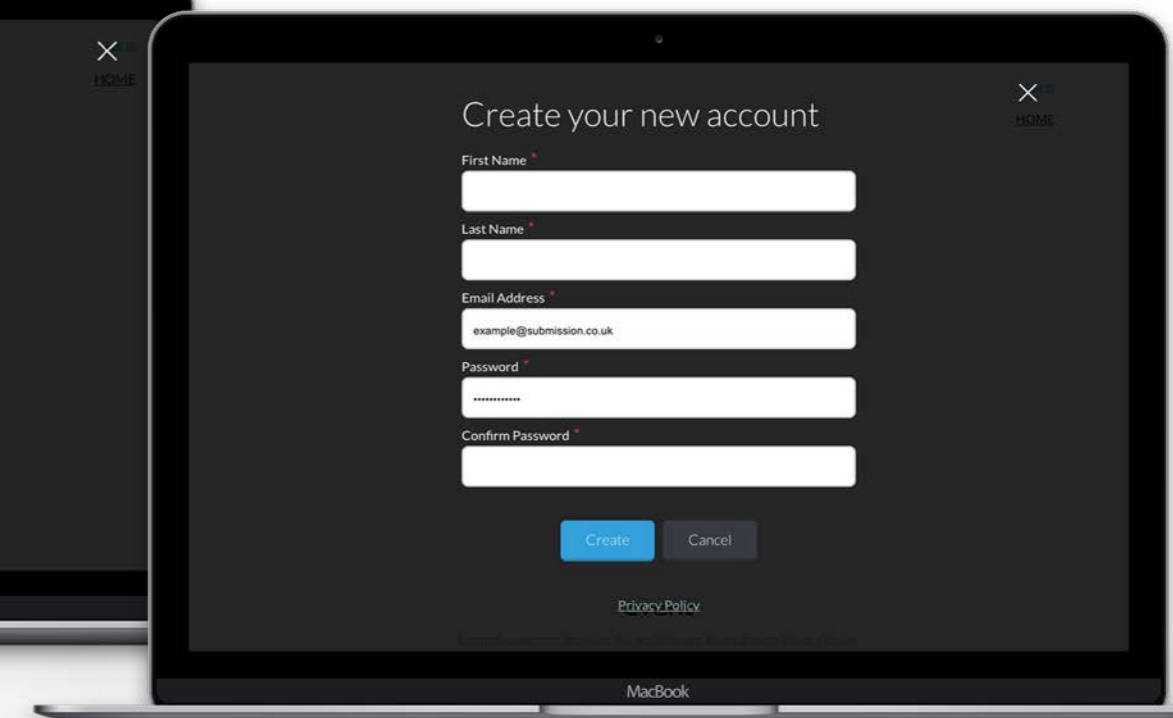 HOME
Create your new account
HOME
First Name *
Last Name *
Email Address *
example@submission.co.uk
Password *
••••••••••••
Confirm Password *
Create
Cancel
Privacy Policy
MacBook